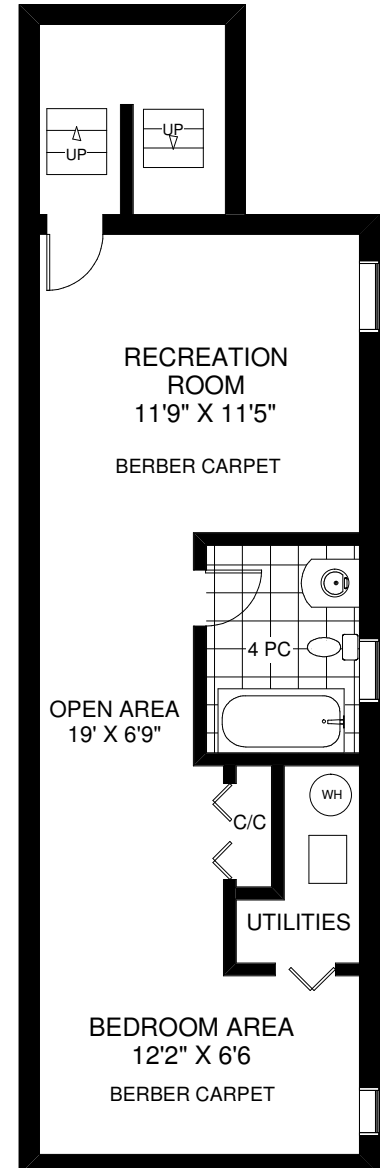 UP
UP
RECREATION
ROOM
11'9" X 11'5"
BERBER CARPET
4 PC
OPEN AREA
19' X 6'9"
WH
C/C
UTILITIES
BEDROOM AREA
12'2" X 6'6
BERBER CARPET